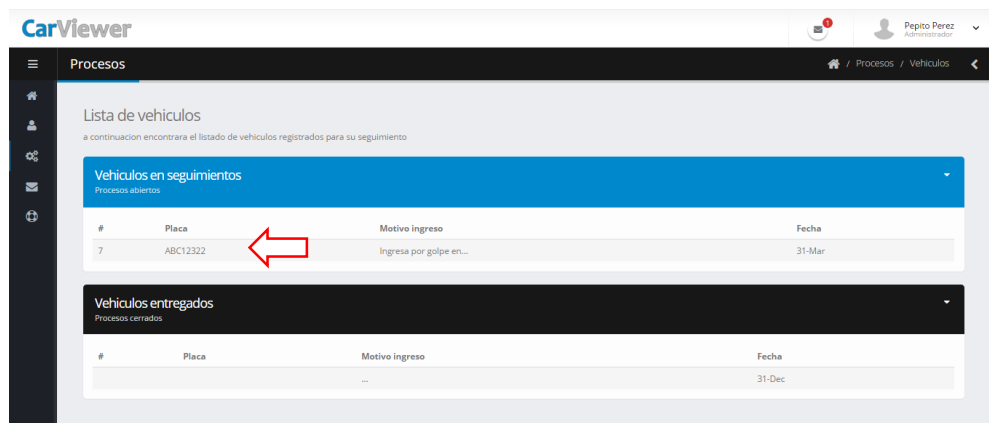 CarViewer
1
Pepito Perez
Administrador
Procesos
/ Procesos / Vehiculos
Lista de vehiculos
a continuacion encontrara el listado de vehiculos registrados para su seguimiento
Vehiculos en seguimientos
Procesos abiertos
# Placa Motivo ingreso Fecha
7 ABC12322 Ingresa por golpe en... 31-Mar
Vehiculos entregados
Procesos cerrados
# Placa Motivo ingreso Fecha
... 31-Dec